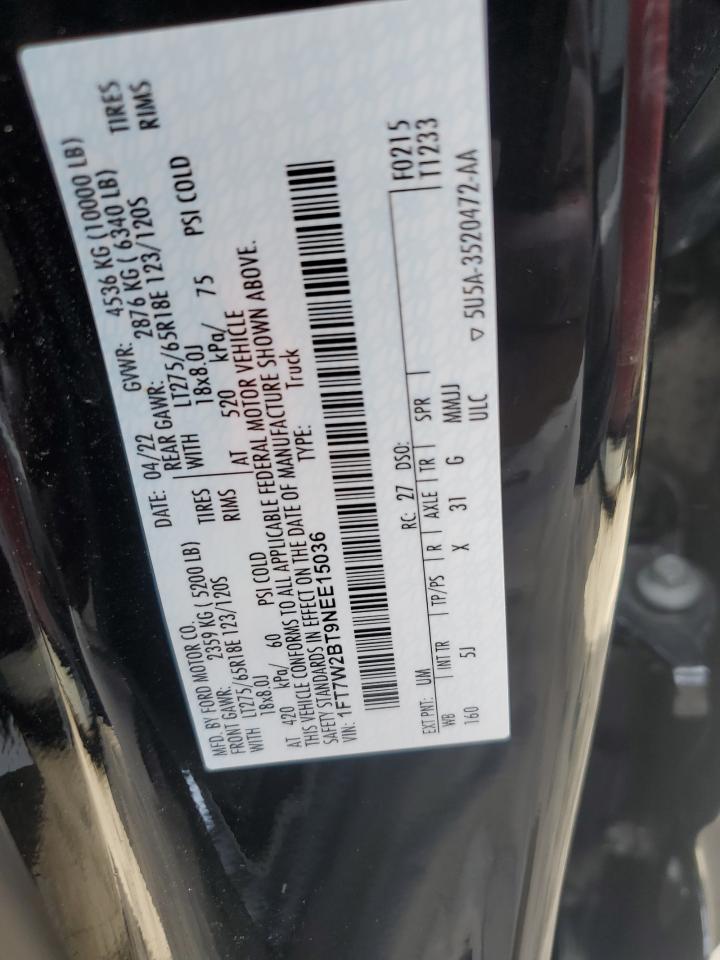 MFD. BY FORD MOTOR CO. DATE: 04/22 GVWR: 4536 KG (10000 LB)
FRONT GAWR: 2359 KG ( 5200 LB) REAR GAWR: 2876 KG ( 6340 LB)
WITH LT275/65R18E 123/120S TIRES WITH LT275/65R18E 123/120S TIRES
18x8.0J RIMS 18x8.0J RIMS
AT 420 kPa/ 60 PSI COLD AT 520 kPa/ 75 PSI COLD
THIS VEHICLE CONFORMS TO ALL APPLICABLE FEDERAL MOTOR VEHICLE
SAFETY STANDARDS IN EFFECT ON THE DATE OF MANUFACTURE SHOWN ABOVE.
VIN: 1FT7W2BT9NEE15036 TYPE: Truck
F0215
T1233
EXT PNT: UM RC: 27 DSO:
WB INT TR TP/PS R AXLE TR SPR
160 5J X 31 G MMJJ
ULC ▽ 5U5A-3520472-AA